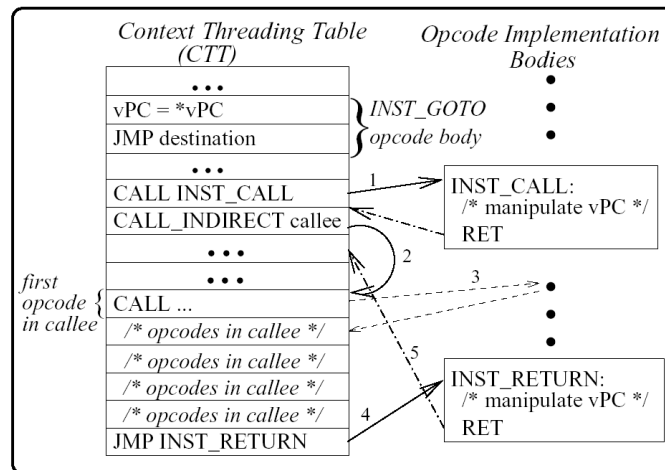 Context Threading Table
(CTT)
Opcode Implementation
Bodies
...
vPC = *vPC
JMP destination
INST_GOTO
opcode body
...
CALL INST_CALL
CALL_INDIRECT callee
...
...
first
opcode
in callee
CALL ...
/* opcodes in callee */
/* opcodes in callee */
/* opcodes in callee */
/* opcodes in callee */
JMP INST_RETURN
1
2
3
4
5
INST_CALL:
/* manipulate vPC */
RET
INST_RETURN:
/* manipulate vPC */
RET